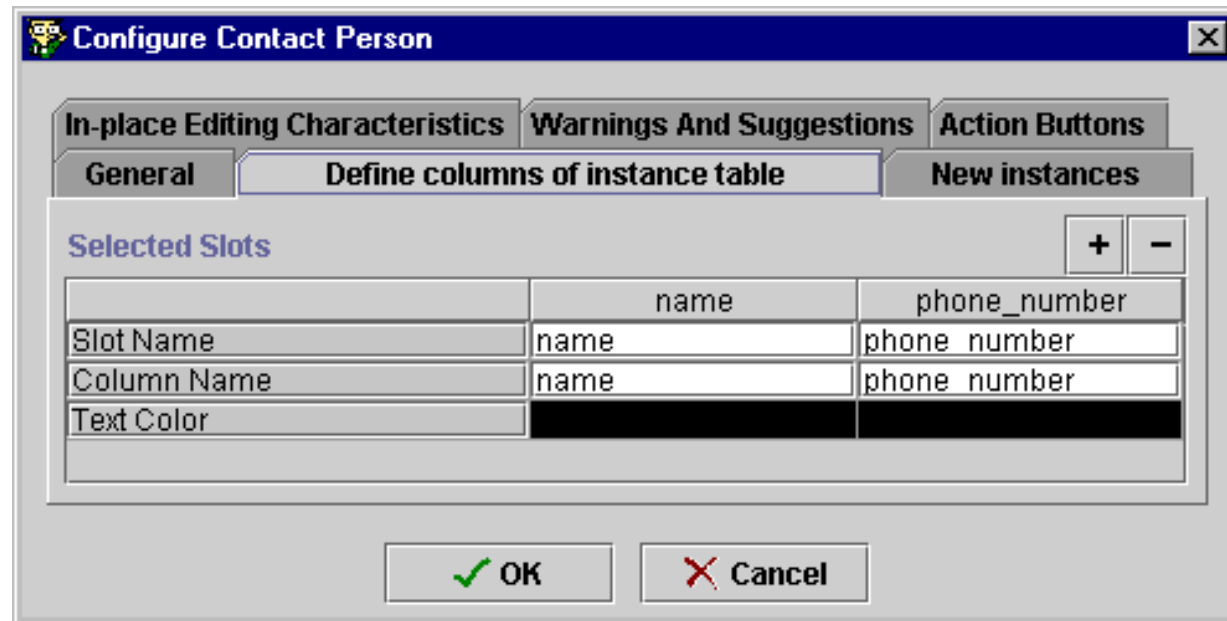 Configure Contact Person
In-place Editing Characteristics Warnings And Suggestions Action Buttons
General Define columns of instance table New instances
Selected Slots + −
name phone_number
Slot Name name phone_number
Column Name name phone_number
Text Color
OK Cancel